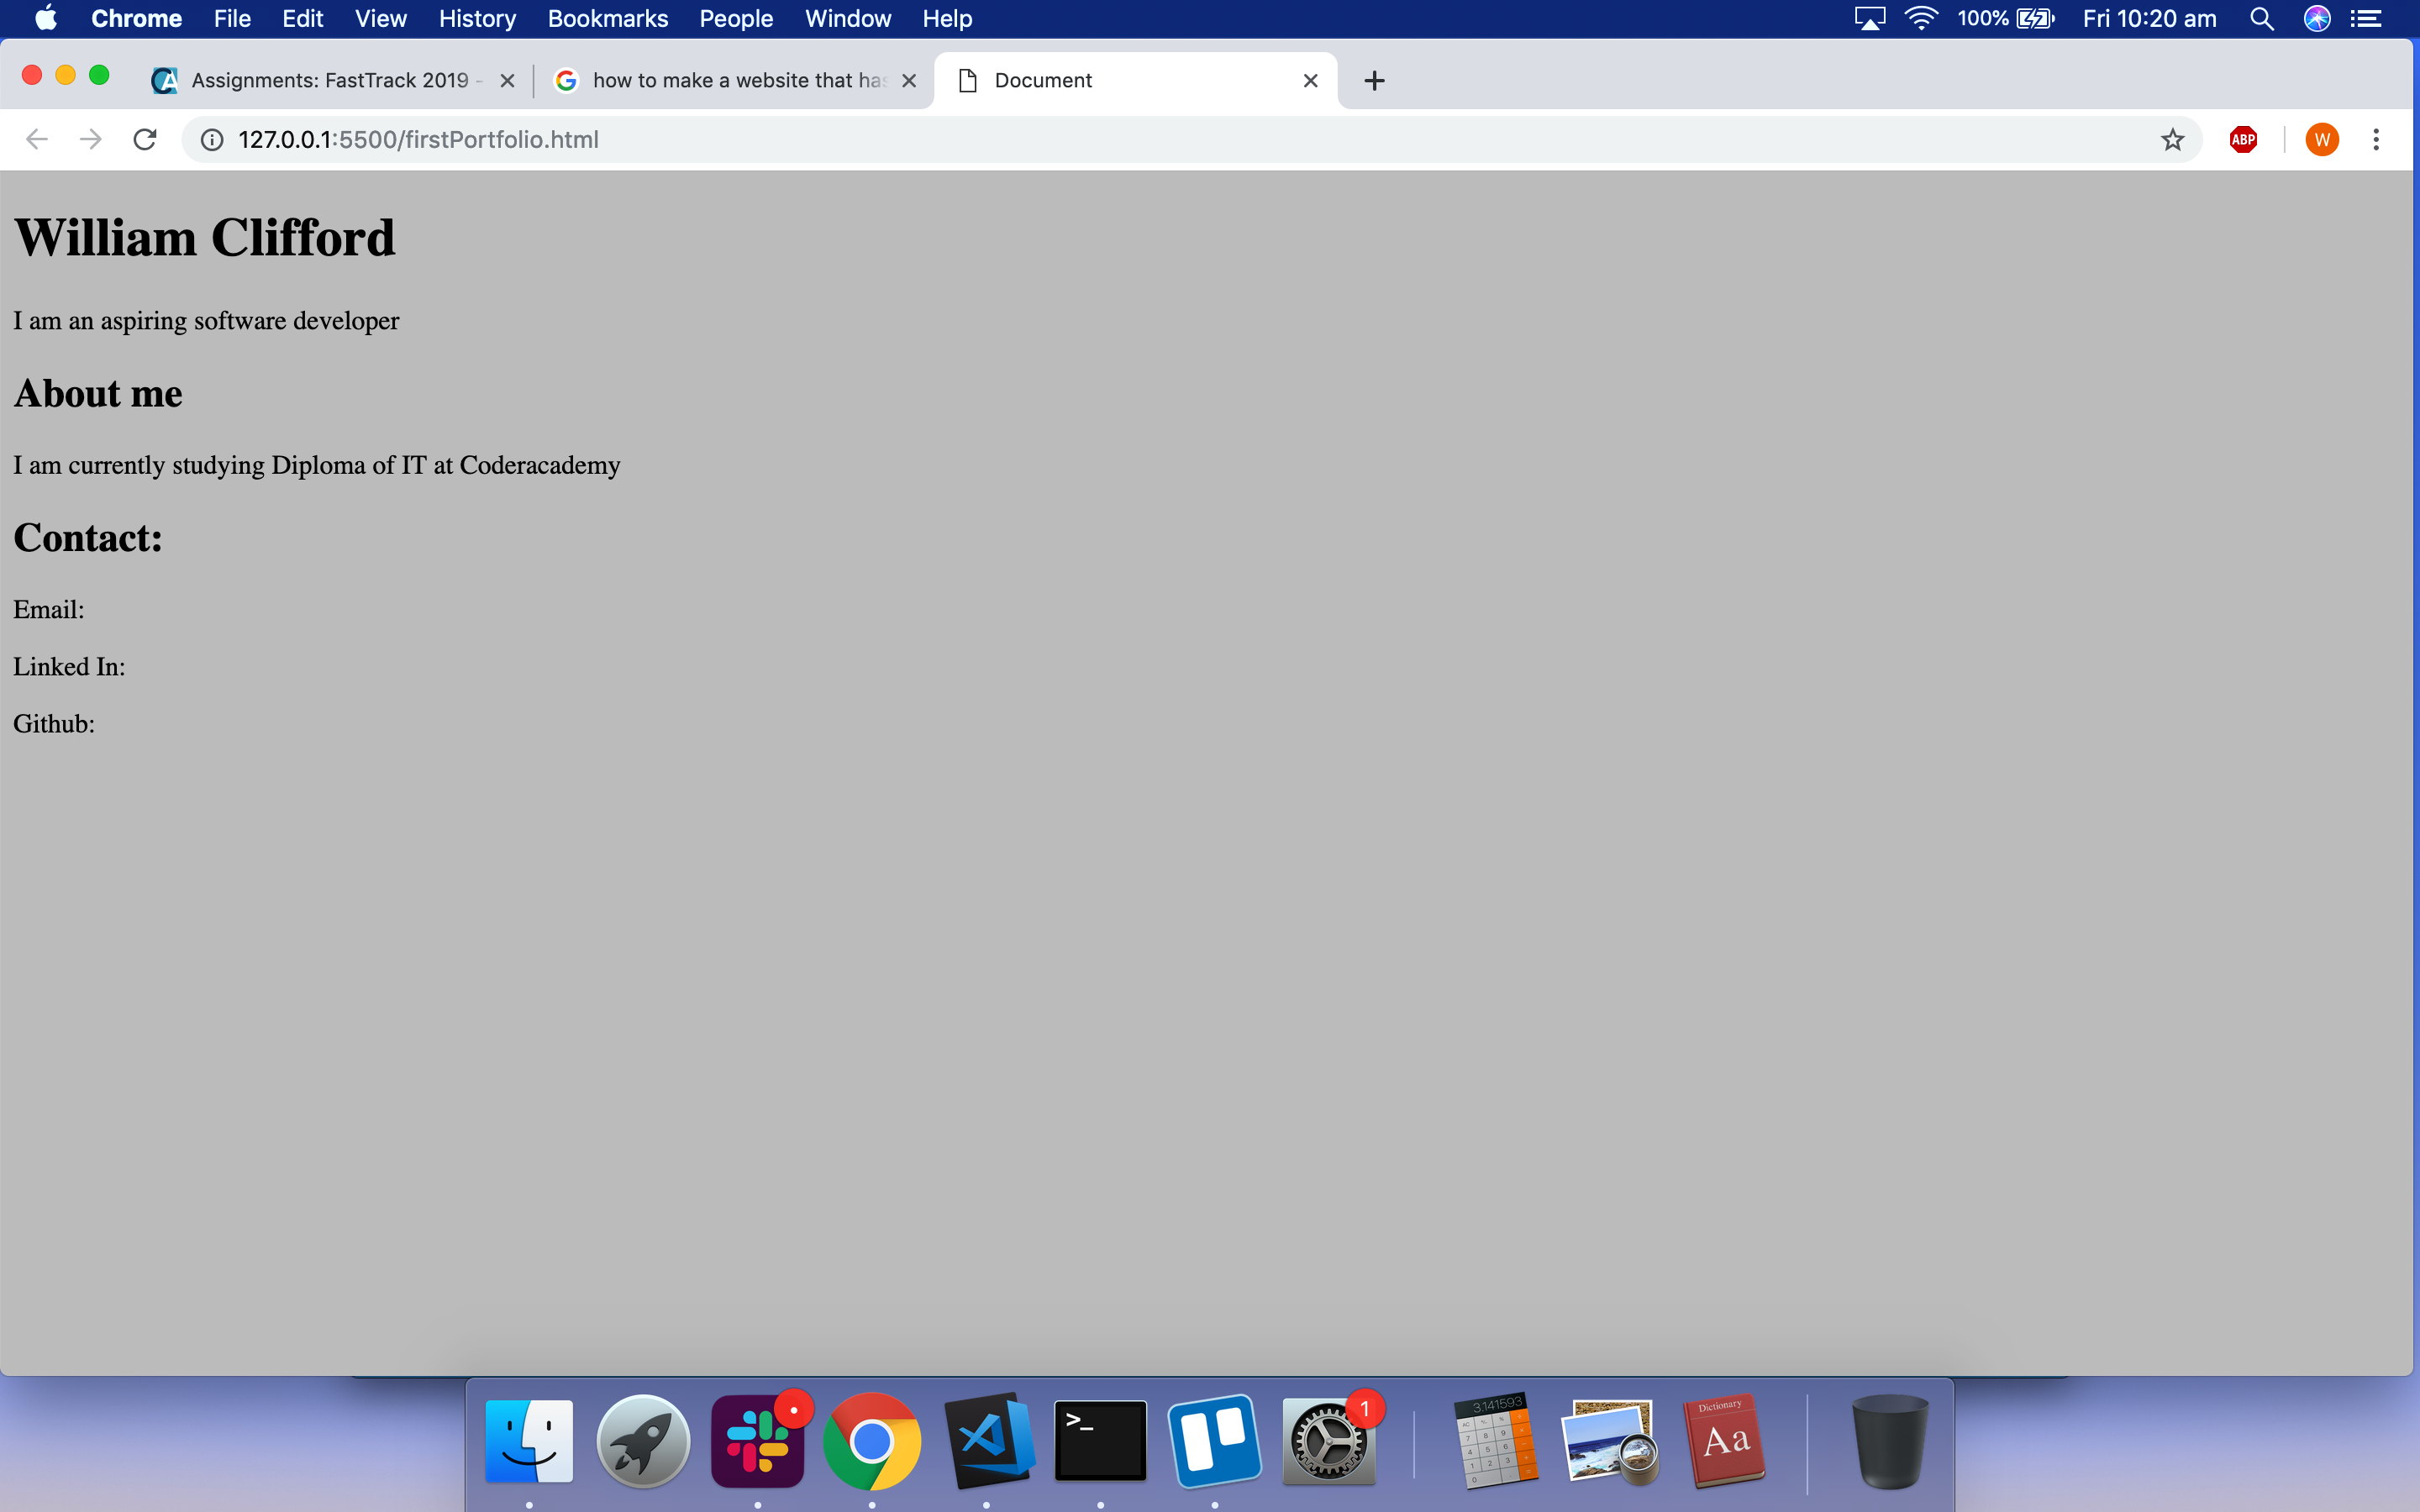 Chrome File Edit View History Bookmarks People Window Help 100% Fri 10:20 am
Assignments: FastTrack 2019 - how to make a website that has Document
127.0.0.1:5500/firstPortfolio.html ABP W
William Clifford
I am an aspiring software developer
About me
I am currently studying Diploma of IT at Coderacademy
Contact:
Email:
Linked In:
Github:
>_ 1 3.141593 Dictionary
Aa